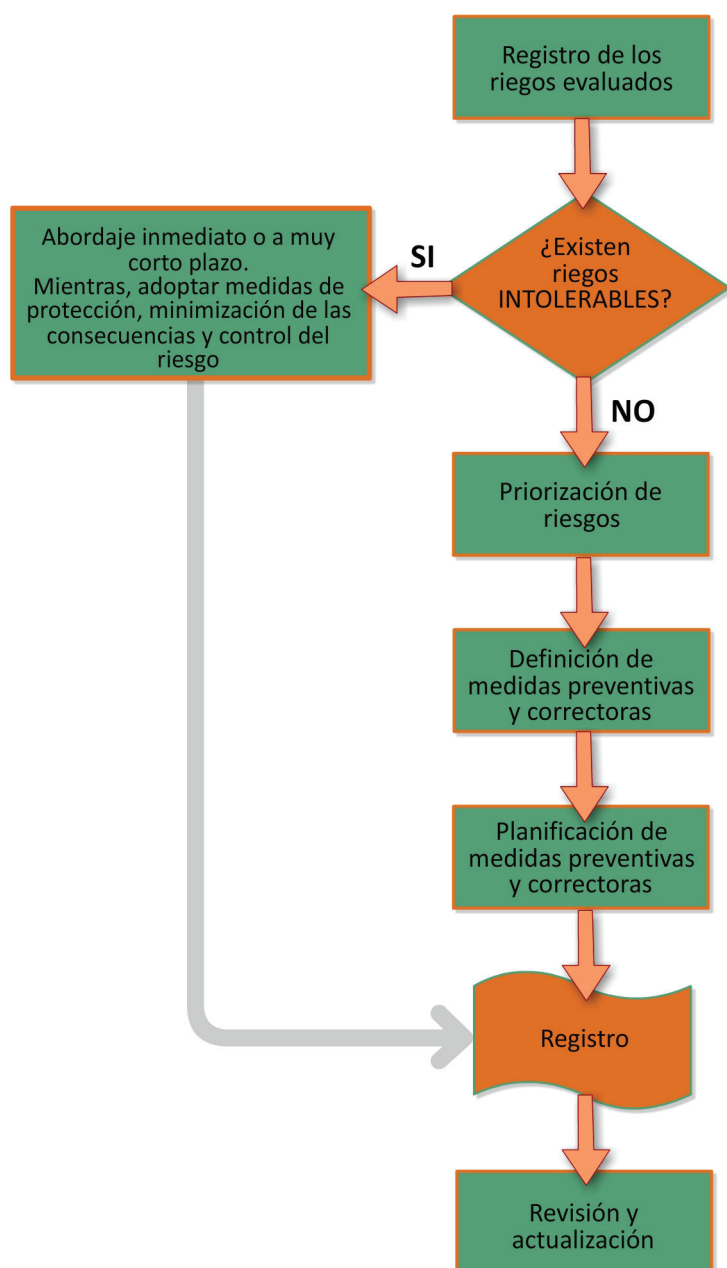 Registro de los
riegos evaluados
¿Existen
riegos
INTOLERABLES?
SI
Abordaje inmediato o a muy
corto plazo.
Mientras, adoptar medidas de
protección, minimización de las
consecuencias y control del
riesgo
NO
Priorización de
riesgos
Definición de
medidas preventivas
y correctoras
Planificación de
medidas preventivas
y correctoras
Registro
Revisión y
actualización